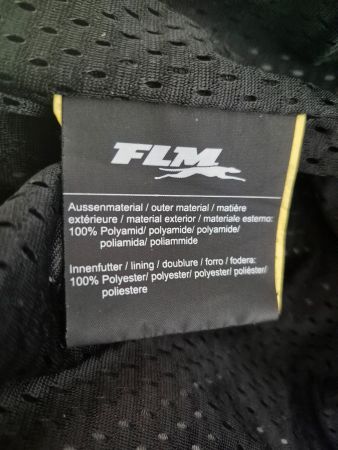 FLM
Aussenmaterial / outer material / matière
extérieure / material exterior / materiale esterno:
100% Polyamid/ polyamide/ polyamide/
poliamida/ poliammide
Innenfutter / lining / doublure / forro / fodera:
100% Polyester/ polyester/ polyester/ poliéster/
poliestere